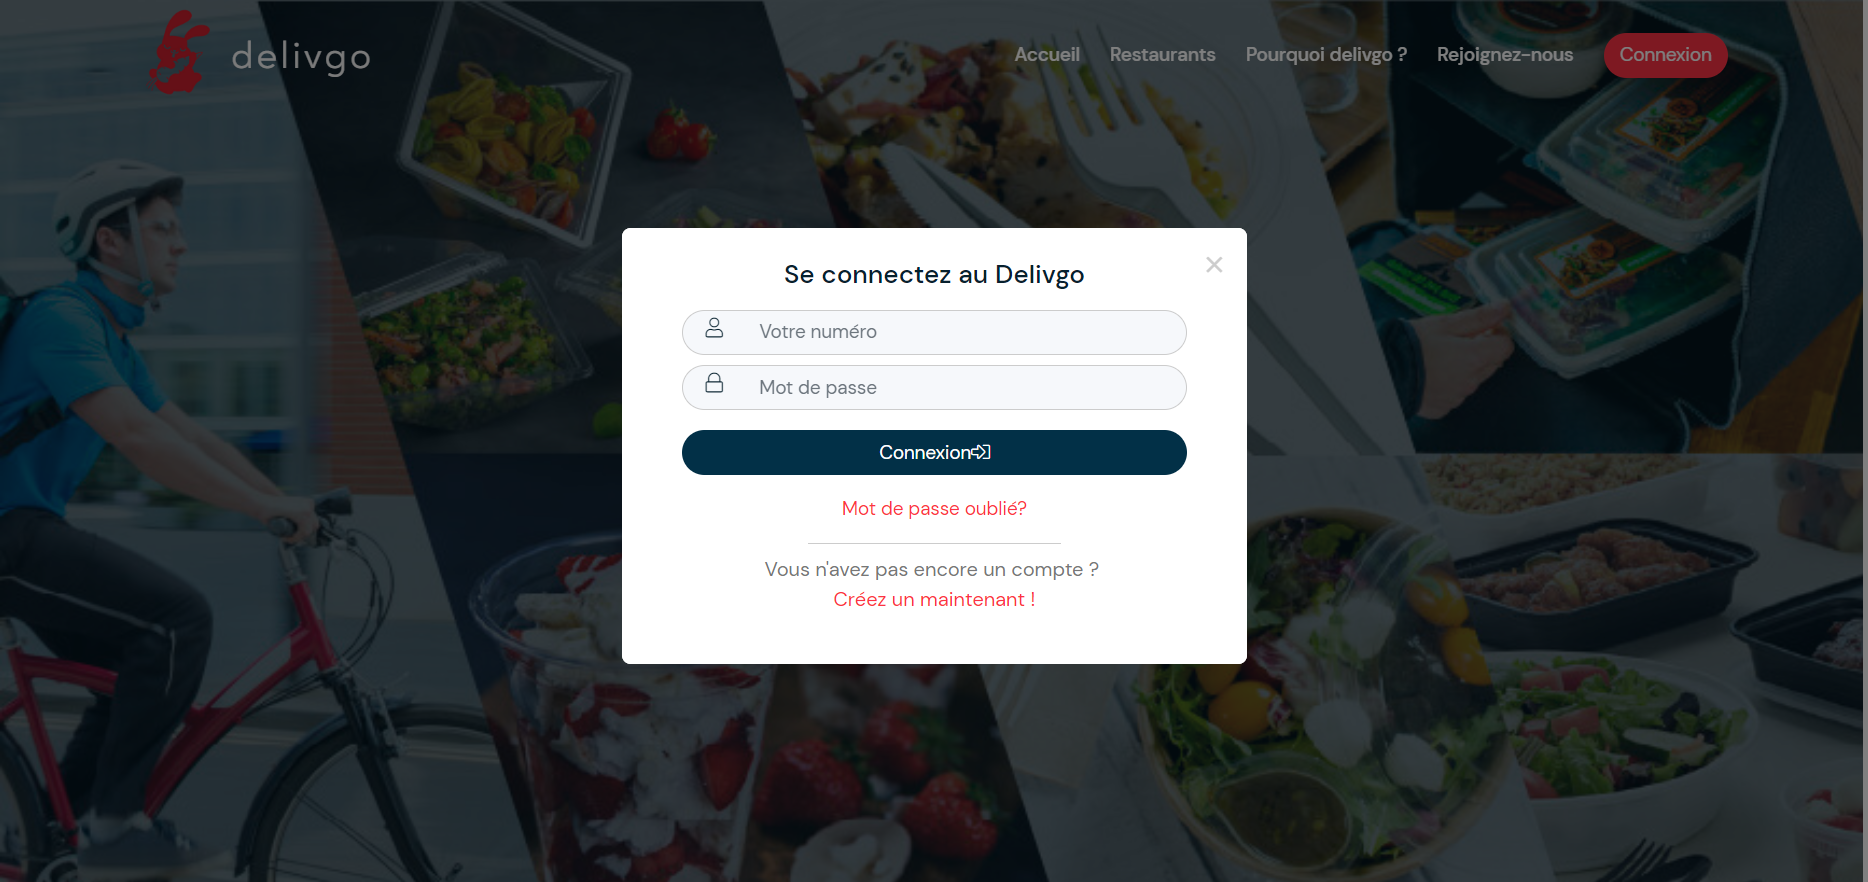 delivgo
Accueil Restaurants Pourquoi delivgo ? Rejoignez-nous Connexion
Se connectez au Delivgo
Votre numéro
Mot de passe
Connexion
Mot de passe oublié?
Vous n'avez pas encore un compte ?
Créez un maintenant !